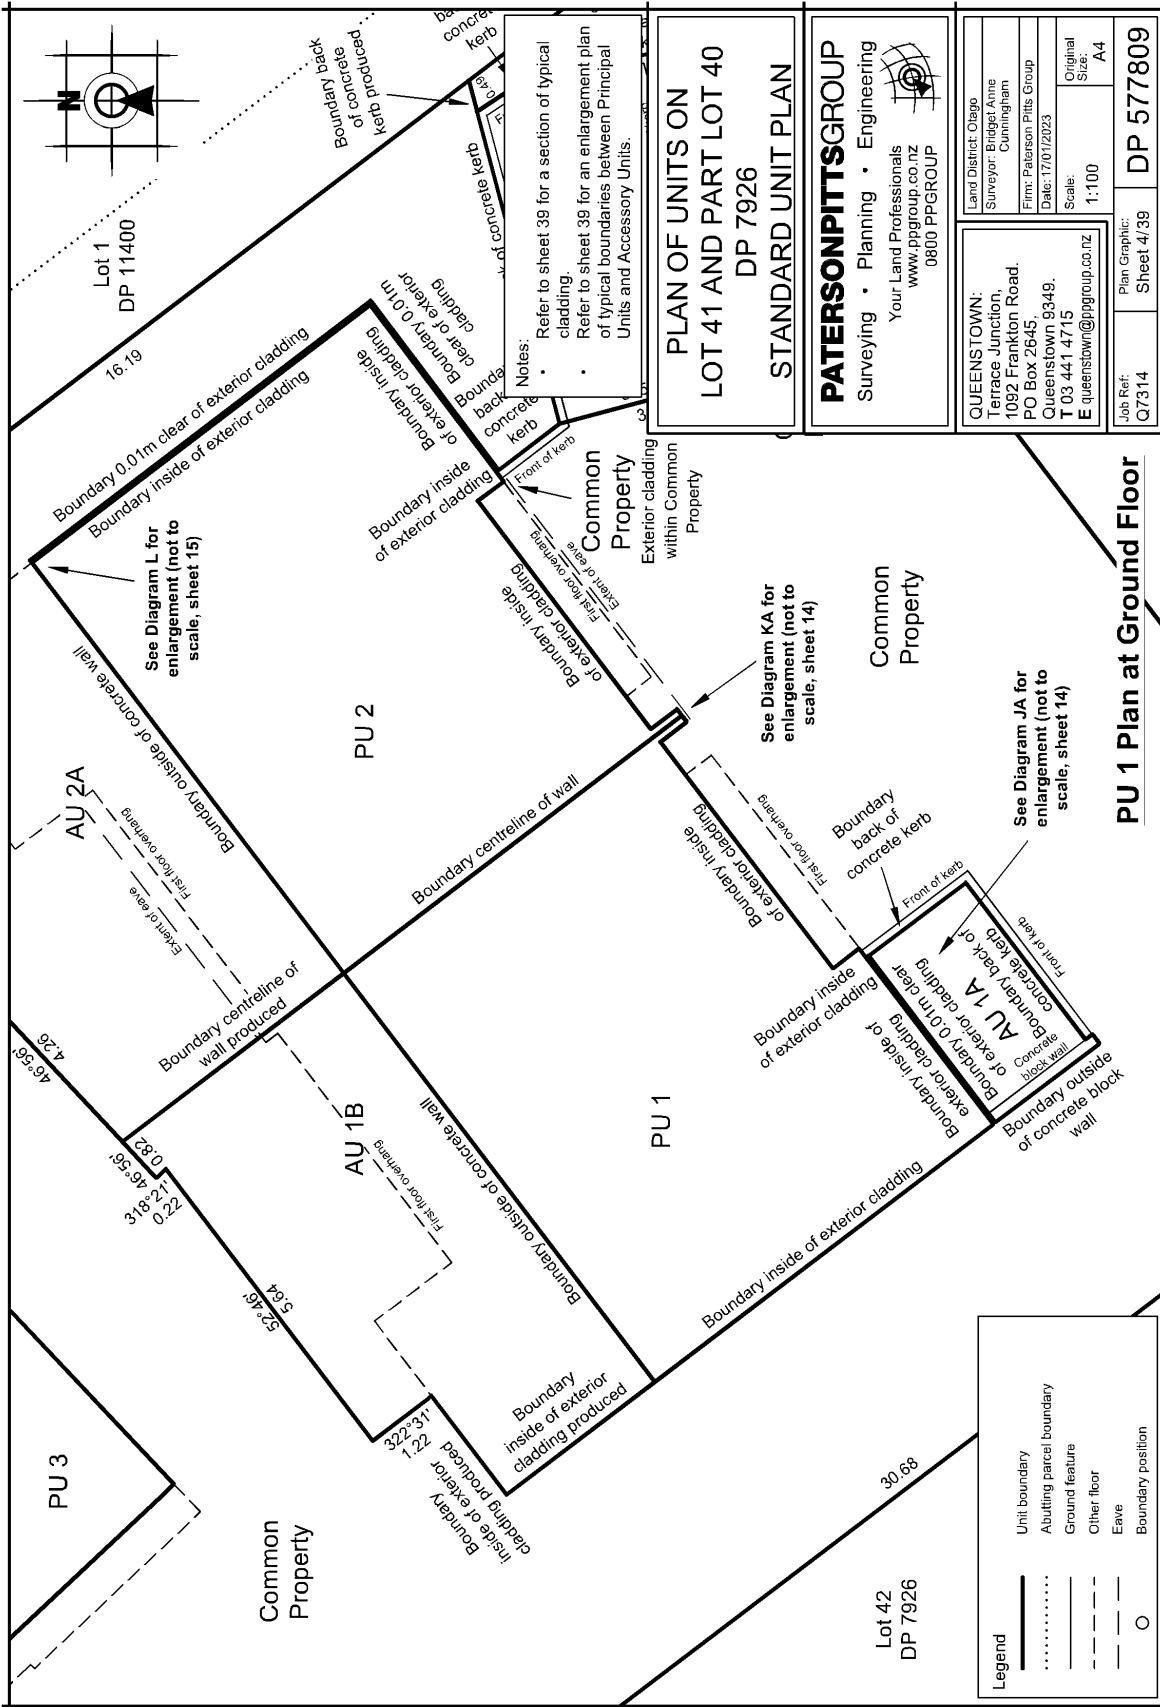 N
Lot 1
DP 11400
16.19
Boundary back
of concrete
kerb produced
0.49
concrete
kerb
k of concrete kerb
Notes:
• Refer to sheet 39 for a section of typical
cladding.
• Refer to sheet 39 for an enlargement plan
of typical boundaries between Principal
Units and Accessory Units.
PLAN OF UNITS ON
LOT 41 AND PART LOT 40
DP 7926
STANDARD UNIT PLAN
PATERSONPITTSGROUP
Surveying • Planning • Engineering
Your Land Professionals
www.ppgroup.co.nz
0800 PPGROUP
QUEENSTOWN:
Terrace Junction,
1092 Frankton Road.
PO Box 2645,
Queenstown 9349.
T 03 441 4715
E queenstown@ppgroup.co.nz
Land District: Otago
Surveyor: Bridget Anne
Cunningham
Firm: Paterson Pitts Group
Date: 17/01/2023
Scale:
1:100
Original
Size:
A4
Job Ref:
Q7314
Plan Graphic:
Sheet 4/39
DP 577809
PU 1 Plan at Ground Floor
Boundary 0.01m clear of exterior cladding
Boundary inside of exterior cladding
Boundary 0.01m
clear of exterior
cladding
Boundary inside
of exterior cladding
Bounda
back
concrete
kerb
Front of kerb
Boundary inside
of exterior cladding
Common
Property
Exterior cladding
within Common
Property
First floor overhang
Extent of eave
Boundary inside
of exterior cladding
See Diagram L for
enlargement (not to
scale, sheet 15)
Boundary outside of concrete wall
PU 2
AU 2A
First floor overhang
Extent of eave
Boundary centreline of wall
See Diagram KA for
enlargement (not to
scale, sheet 14)
Common
Property
See Diagram JA for
enlargement (not to
scale, sheet 14)
Boundary inside
of exterior cladding
First floor overhang
Boundary
back of
concrete kerb
Front of kerb
Front of kerb
Boundary back of
concrete kerb
AU 1A
Boundary 0.01m clear
of exterior cladding
Concrete
block wall
Boundary inside
of exterior cladding
Boundary inside of
exterior cladding
Boundary outside
of concrete block
wall
Boundary centreline of
wall produced
46°56'
4.26
46°56'
0.82
318°21'
0.22
52°46'
5.64
AU 1B
First floor overhang
Boundary outside of concrete wall
PU 1
Boundary inside of exterior cladding
322°31'
1.22
Boundary
inside of exterior
cladding produced
Boundary
inside of exterior
cladding produced
PU 3
Common
Property
30.68
Lot 42
DP 7926
Legend
Unit boundary
Abutting parcel boundary
Ground feature
Other floor
Eave
Boundary position